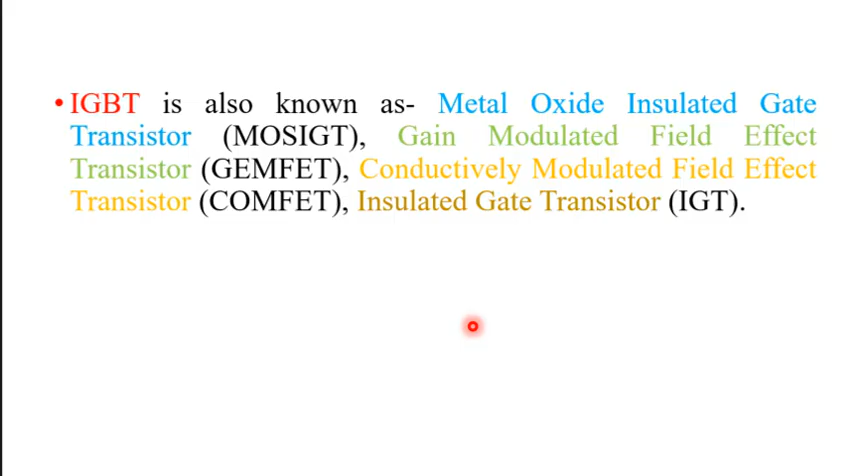 • IGBT is also known as- Metal Oxide Insulated Gate
Transistor (MOSIGT), Gain Modulated Field Effect
Transistor (GEMFET), Conductively Modulated Field Effect
Transistor (COMFET), Insulated Gate Transistor (IGT).